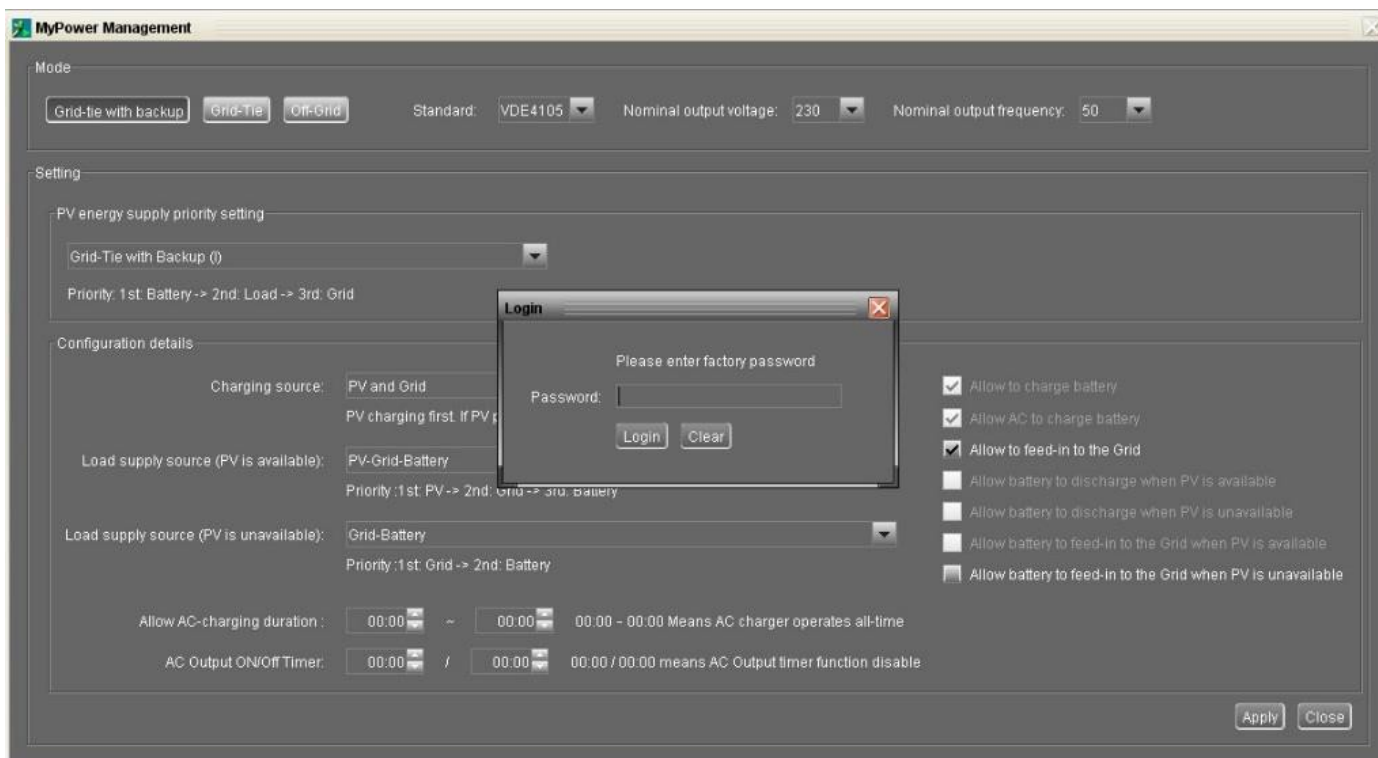 MyPower Management
Mode
Grid-tie with backup Grid-Tie Off-Grid Standard: VDE4105 Nominal output voltage: 230 Nominal output frequency: 50
Setting
PV energy supply priority setting
Grid-Tie with Backup (I)
Priority: 1st: Battery -> 2nd: Load -> 3rd: Grid
Login
Please enter factory password
Password:
Login Clear
Configuration details
Charging source: PV and Grid
PV charging first. If PV
Load supply source (PV is available): PV-Grid-Battery
Priority :1st: PV -> 2nd: Grid -> 3rd: Battery
Load supply source (PV is unavailable): Grid-Battery
Priority :1st: Grid -> 2nd: Battery
Allow to charge battery
Allow AC to charge battery
Allow to feed-in to the Grid
Allow battery to discharge when PV is available
Allow battery to discharge when PV is unavailable
Allow battery to feed-in to the Grid when PV is available
Allow battery to feed-in to the Grid when PV is unavailable
Allow AC-charging duration : 00:00 ~ 00:00 00:00 - 00:00 Means AC charger operates all-time
AC Output ON/Off Timer: 00:00 / 00:00 00:00 / 00:00 means AC Output timer function disable
Apply Close